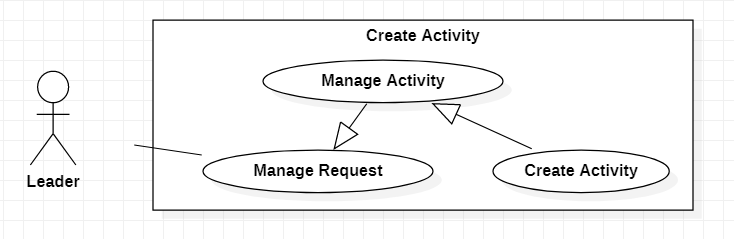 Create Activity
Manage Activity
Manage Request
Create Activity
Leader